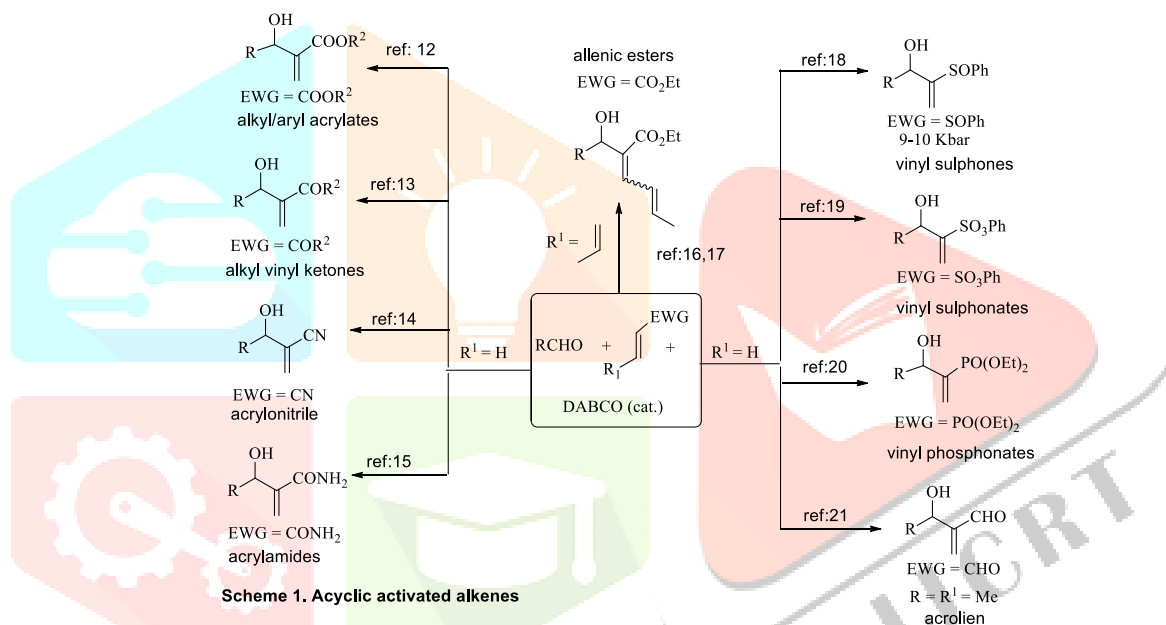 OH
R
COOR²
EWG = COOR²
alkyl/aryl acrylates
ref: 12
OH
R
COR²
EWG = COR²
alkyl vinyl ketones
ref:13
OH
R
CN
EWG = CN
acrylonitrile
ref:14
OH
R
CONH₂
EWG = CONH₂
acrylamides
ref:15
allenic esters
EWG = CO₂Et
OH
R
CO₂Et
R¹ =
ref:16,17
R¹ = H
RCHO + EWG +
R₁
DABCO (cat.)
R¹ = H
ref:18
OH
R
SOPh
EWG = SOPh
9-10 Kbar
vinyl sulphones
ref:19
OH
R
SO₃Ph
EWG = SO₃Ph
vinyl sulphonates
ref:20
OH
R
PO(OEt)₂
EWG = PO(OEt)₂
vinyl phosphonates
ref:21
OH
R
CHO
EWG = CHO
R = R¹ = Me
acrolien
Scheme 1. Acyclic activated alkenes
IJCRT